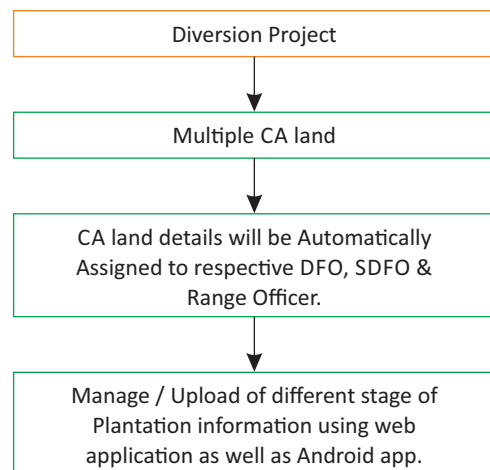 Diversion Project
Multiple CA land
CA land details will be Automatically
Assigned to respective DFO, SDFO &
Range Officer.
Manage / Upload of different stage of
Plantation information using web
application as well as Android app.